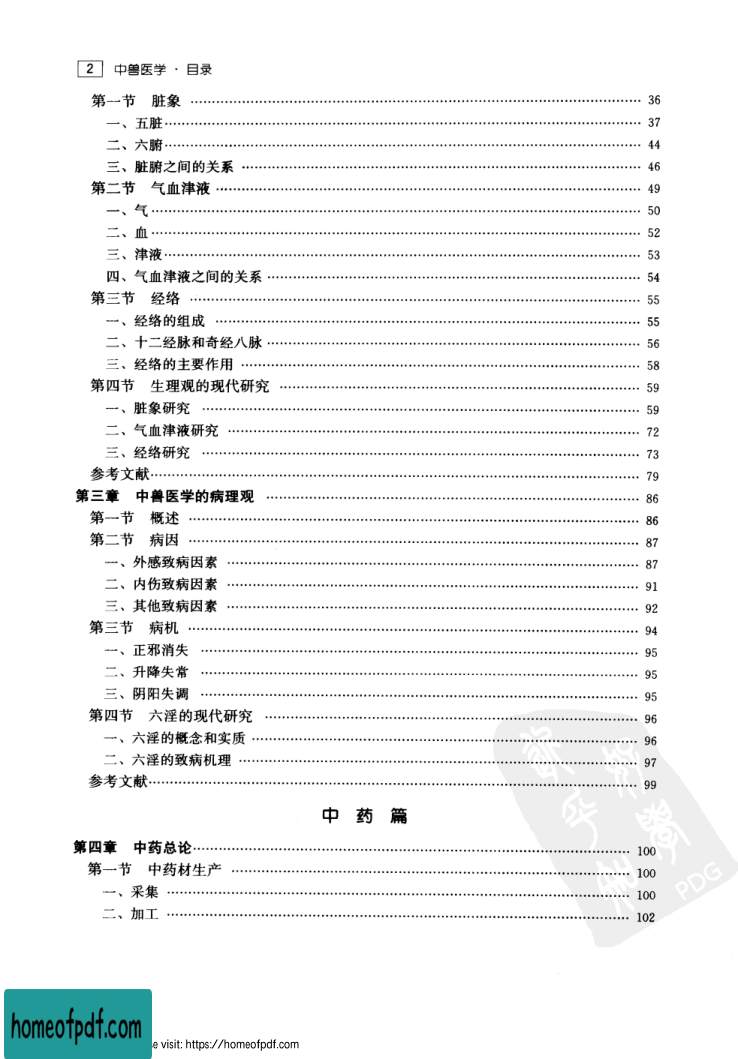 2 中兽医学·目录
第一节 脏象 …… 36
一、五脏 …… 37
二、六腑 …… 44
三、脏腑之间的关系 …… 46
第二节 气血津液 …… 49
一、气 …… 50
二、血 …… 52
三、津液 …… 53
四、气血津液之间的关系 …… 54
第三节 经络 …… 55
一、经络的组成 …… 55
二、十二经脉和奇经八脉 …… 56
三、经络的主要作用 …… 58
第四节 生理观的现代研究 …… 59
一、脏象研究 …… 59
二、气血津液研究 …… 72
三、经络研究 …… 73
参考文献 …… 79
第三章 中兽医学的病理观 …… 86
第一节 概述 …… 86
第二节 病因 …… 87
一、外感致病因素 …… 87
二、内伤致病因素 …… 91
三、其他致病因素 …… 92
第三节 病机 …… 94
一、正邪消失 …… 95
二、升降失常 …… 95
三、阴阳失调 …… 95
第四节 六淫的现代研究 …… 96
一、六淫的概念和实质 …… 96
二、六淫的致病机理 …… 97
参考文献 …… 99
中药篇
第四章 中药总论 …… 100
第一节 中药材生产 …… 100
一、采集 …… 100
二、加工 …… 102
PDG
homeofpdf.com
e visit: https://homeofpdf.com